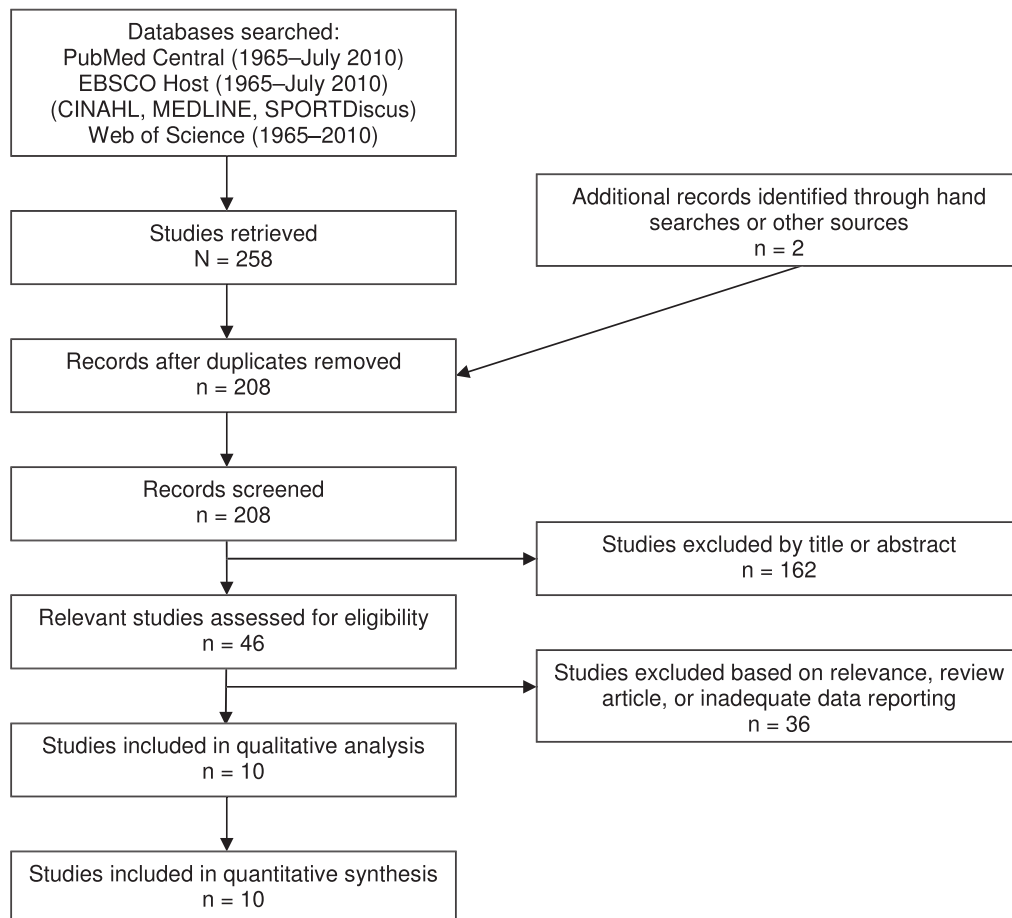 Databases searched:
PubMed Central (1965–July 2010)
EBSCO Host (1965–July 2010)
(CINAHL, MEDLINE, SPORTDiscus)
Web of Science (1965–2010)
Additional records identified through hand
searches or other sources
n = 2
Studies retrieved
N = 258
Records after duplicates removed
n = 208
Records screened
n = 208
Studies excluded by title or abstract
n = 162
Relevant studies assessed for eligibility
n = 46
Studies excluded based on relevance, review
article, or inadequate data reporting
n = 36
Studies included in qualitative analysis
n = 10
Studies included in quantitative synthesis
n = 10